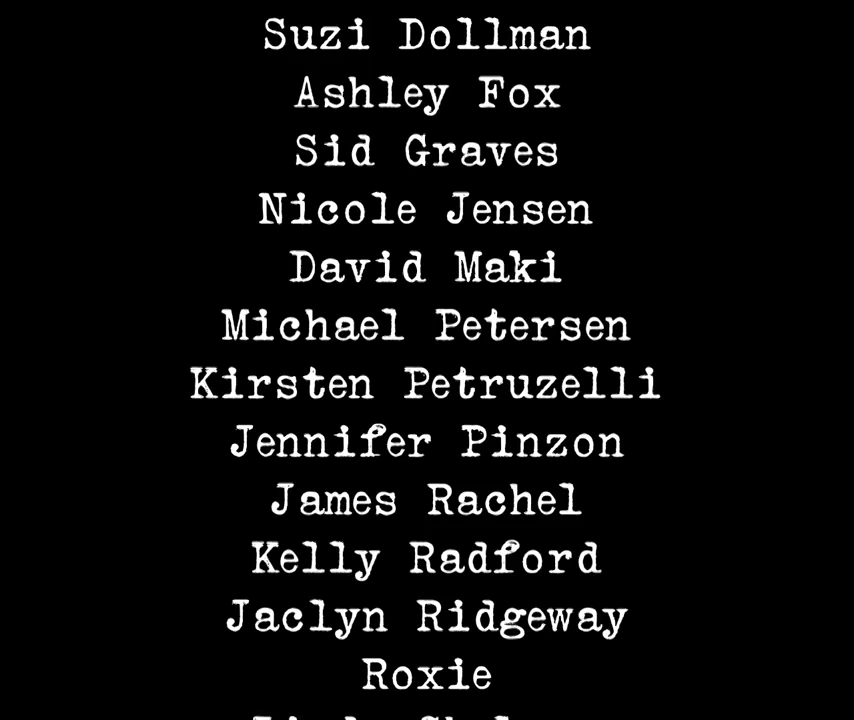 Suzi Dollman
Ashley Fox
Sid Graves
Nicole Jensen
David Maki
Michael Petersen
Kirsten Petruzelli
Jennifer Pinzon
James Rachel
Kelly Radford
Jaclyn Ridgeway
Roxie